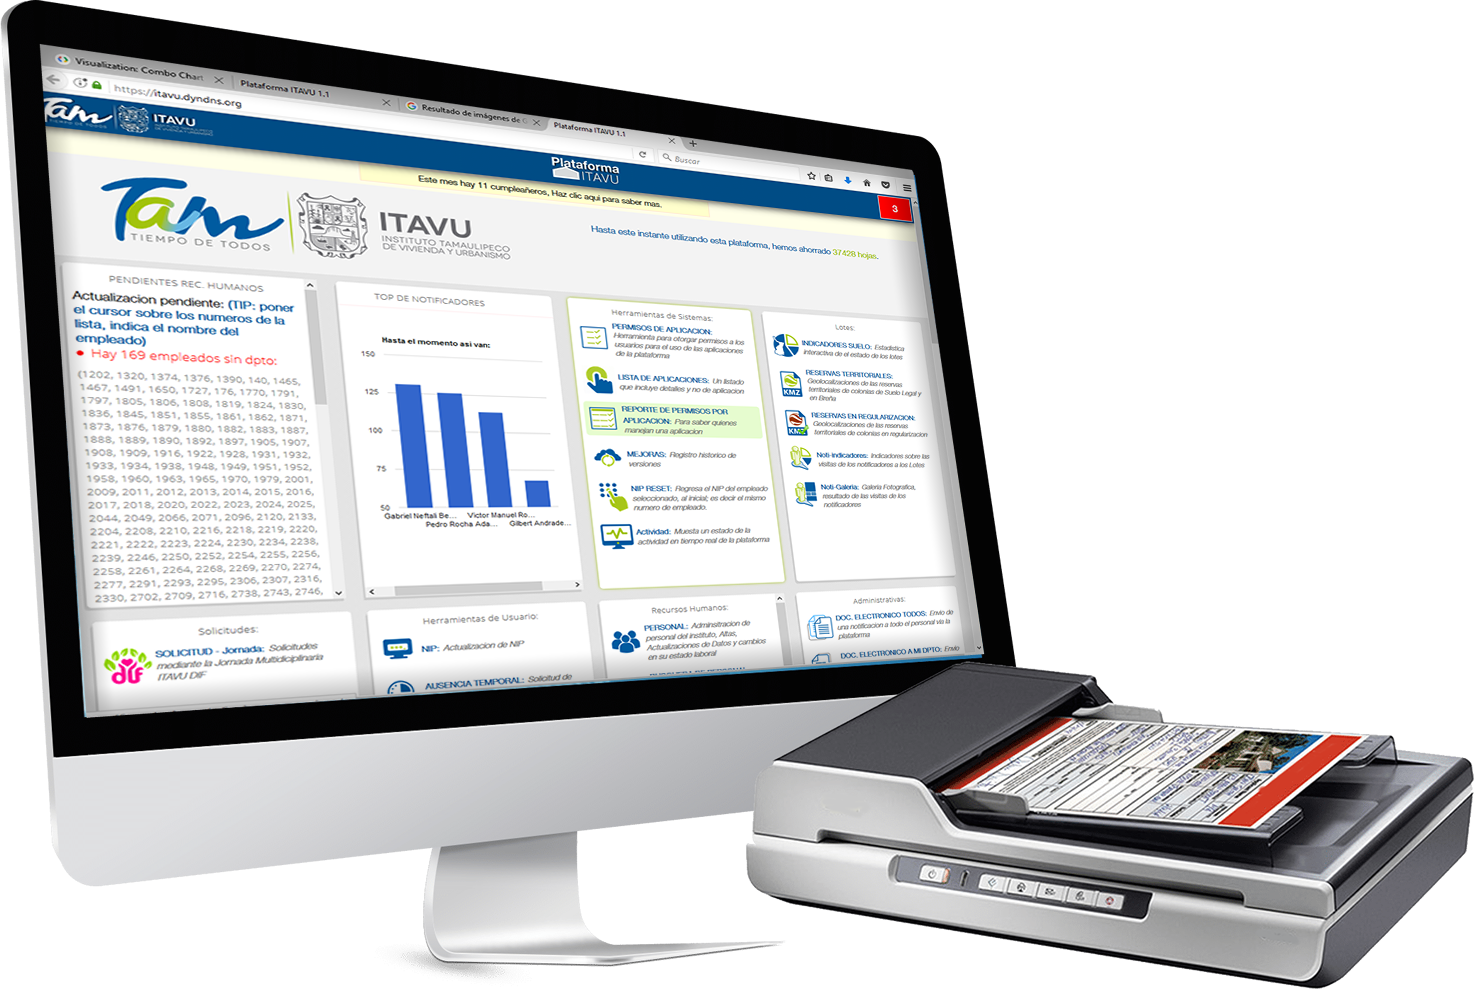 Visualization: Combo Chart
Plataforma ITAVU 1.1
Resultado de imágenes de G
Plataforma ITAVU 1.1
https://itavu.dyndns.org
Buscar
Tam
TIEMPO DE TODOS
ITAVU
INSTITUTO TAMAULIPECO
DE VIVIENDA Y URBANISMO
Plataforma
ITAVU
Este mes hay 11 cumpleañeros, Haz clic aqui para saber mas.
3
Tam
TIEMPO DE TODOS
ITAVU
INSTITUTO TAMAULIPECO
DE VIVIENDA Y URBANISMO
Hasta este instante utilizando esta plataforma, hemos ahorrado 37428 hojas.
PENDIENTES REC. HUMANOS
Actualizacion pendiente: (TIP: poner
el cursor sobre los numeros de la
lista, indica el nombre del
empleado)
Hay 169 empleados sin dpto:
(1202, 1320, 1374, 1376, 1390, 140, 1465,
1467, 1491, 1650, 1727, 176, 1770, 1791,
1797, 1805, 1806, 1808, 1819, 1824, 1830,
1836, 1845, 1851, 1855, 1861, 1862, 1871,
1873, 1876, 1879, 1880, 1882, 1883, 1887,
1888, 1889, 1890, 1892, 1897, 1905, 1907,
1908, 1909, 1916, 1922, 1928, 1931, 1932,
1933, 1934, 1938, 1948, 1949, 1951, 1952,
1958, 1960, 1963, 1965, 1970, 1979, 2001,
2009, 2011, 2012, 2013, 2014, 2015, 2016,
2017, 2018, 2020, 2022, 2023, 2024, 2025,
2044, 2049, 2066, 2071, 2096, 2120, 2133,
2204, 2208, 2210, 2216, 2218, 2219, 2220,
2221, 2222, 2223, 2224, 2230, 2234, 2238,
2239, 2246, 2250, 2252, 2254, 2255, 2256,
2258, 2261, 2264, 2268, 2269, 2270, 2274,
2277, 2291, 2293, 2295, 2306, 2307, 2316,
2330, 2702, 2709, 2716, 2738, 2743, 2746,
TOP DE NOTIFICADORES
Hasta el momento asi van:
150
125
100
75
50
Gabriel Neftali Be...
Victor Manuel Ro...
Pedro Rocha Ada...
Gilbert Andrade...
Herramientas de Sistemas:
PERMISOS DE APLICACION:
Herramienta para otorgar permisos a los
usuarios para el uso de las aplicaciones
de la plataforma
LISTA DE APLICACIONES: Un listado
que incluye detalles y no de aplicacion
REPORTE DE PERMISOS POR
APLICACION: Para saber quienes
manejan una aplicacion
MEJORAS: Registro historico de
versiones
NIP RESET: Regresa el NIP del empleado
seleccionado, al inicial; es decir el mismo
numero de empleado.
Actividad: Muesta un estado de la
actividad en tiempo real de la plataforma
Lotes:
INDICADORES SUELO: Estadistica
interactiva de el estado de los lotes
RESERVAS TERRITORIALES:
Geolocalizaciones de las reservas
territoriales de colonias de Suelo Legal y
en Breña
KMZ
RESERVAS EN REGULARIZACION:
Geolocalizaciones de las reservas
territoriales de colonias en regularizacion
KMZ
Noti-Indicadores: Indicadores sobre las
visitas de los notificadores a los Lotes
Noti-Galeria: Galeria Fotografica,
resultado de las visitas de los
notificadores
Solicitudes:
SOLICITUD - Jornada: Solicitudes
mediante la Jornada Multidiciplinaria
ITAVU DIF
DIF
Herramientas de Usuario:
NIP: Actualizacion de NIP
AUSENCIA TEMPORAL: Solicitud de
Recursos Humanos:
PERSONAL: Adminsitracion de
personal del instituto, Altas,
Actualizaciones de Datos y cambios
en su estado laboral
Administrativas:
DOC. ELECTRONICO TODOS: Envio de
una notificacion a todo el personal via la
plataforma
DOC. ELECTRONICO A MI DPTO: Envio